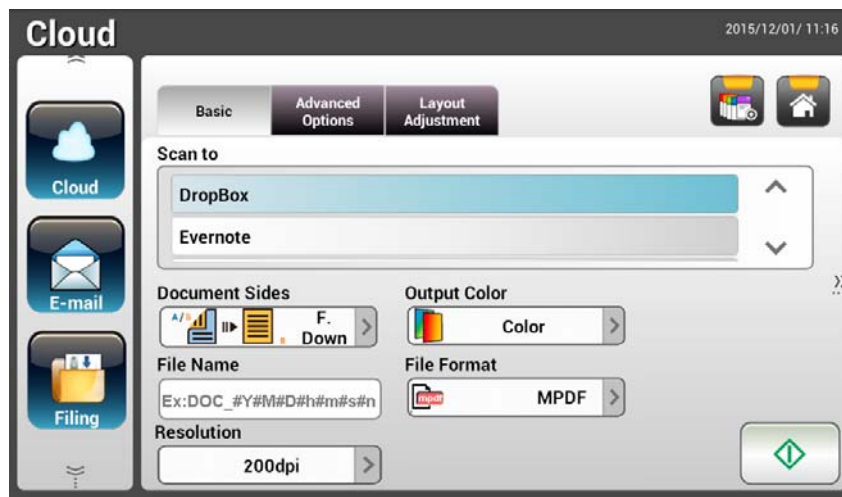 Cloud
2015/12/01/ 11:16
Basic
Advanced
Options
Layout
Adjustment
Scan to
Cloud
DropBox
Evernote
E-mail
Document Sides
Output Color
A/B
F.
Down
Color
File Name
File Format
Ex:DOC_#Y#M#D#h#m#s#n
mpdf
MPDF
Filing
Resolution
200dpi